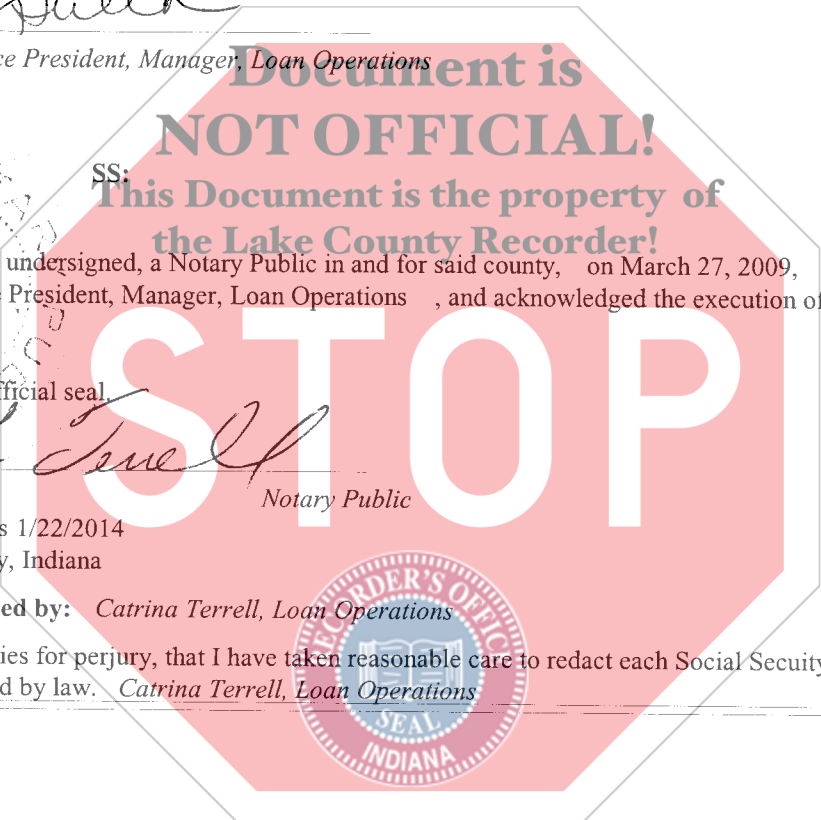 ce President, Manager, Loan Operations
Document is
NOT OFFICIAL!
SS:
This Document is the property of
the Lake County Recorder!
undersigned, a Notary Public in and for said county, on March 27, 2009,
President, Manager, Loan Operations , and acknowledged the execution of
STOP
fficial seal.
Terrell
Notary Public
s 1/22/2014
y, Indiana
ed by: Catrina Terrell, Loan Operations
ies for perjury, that I have taken reasonable care to redact each Social Secuity
d by law. Catrina Terrell, Loan Operations
RECORDER'S OFFICE
SEAL
INDIANA